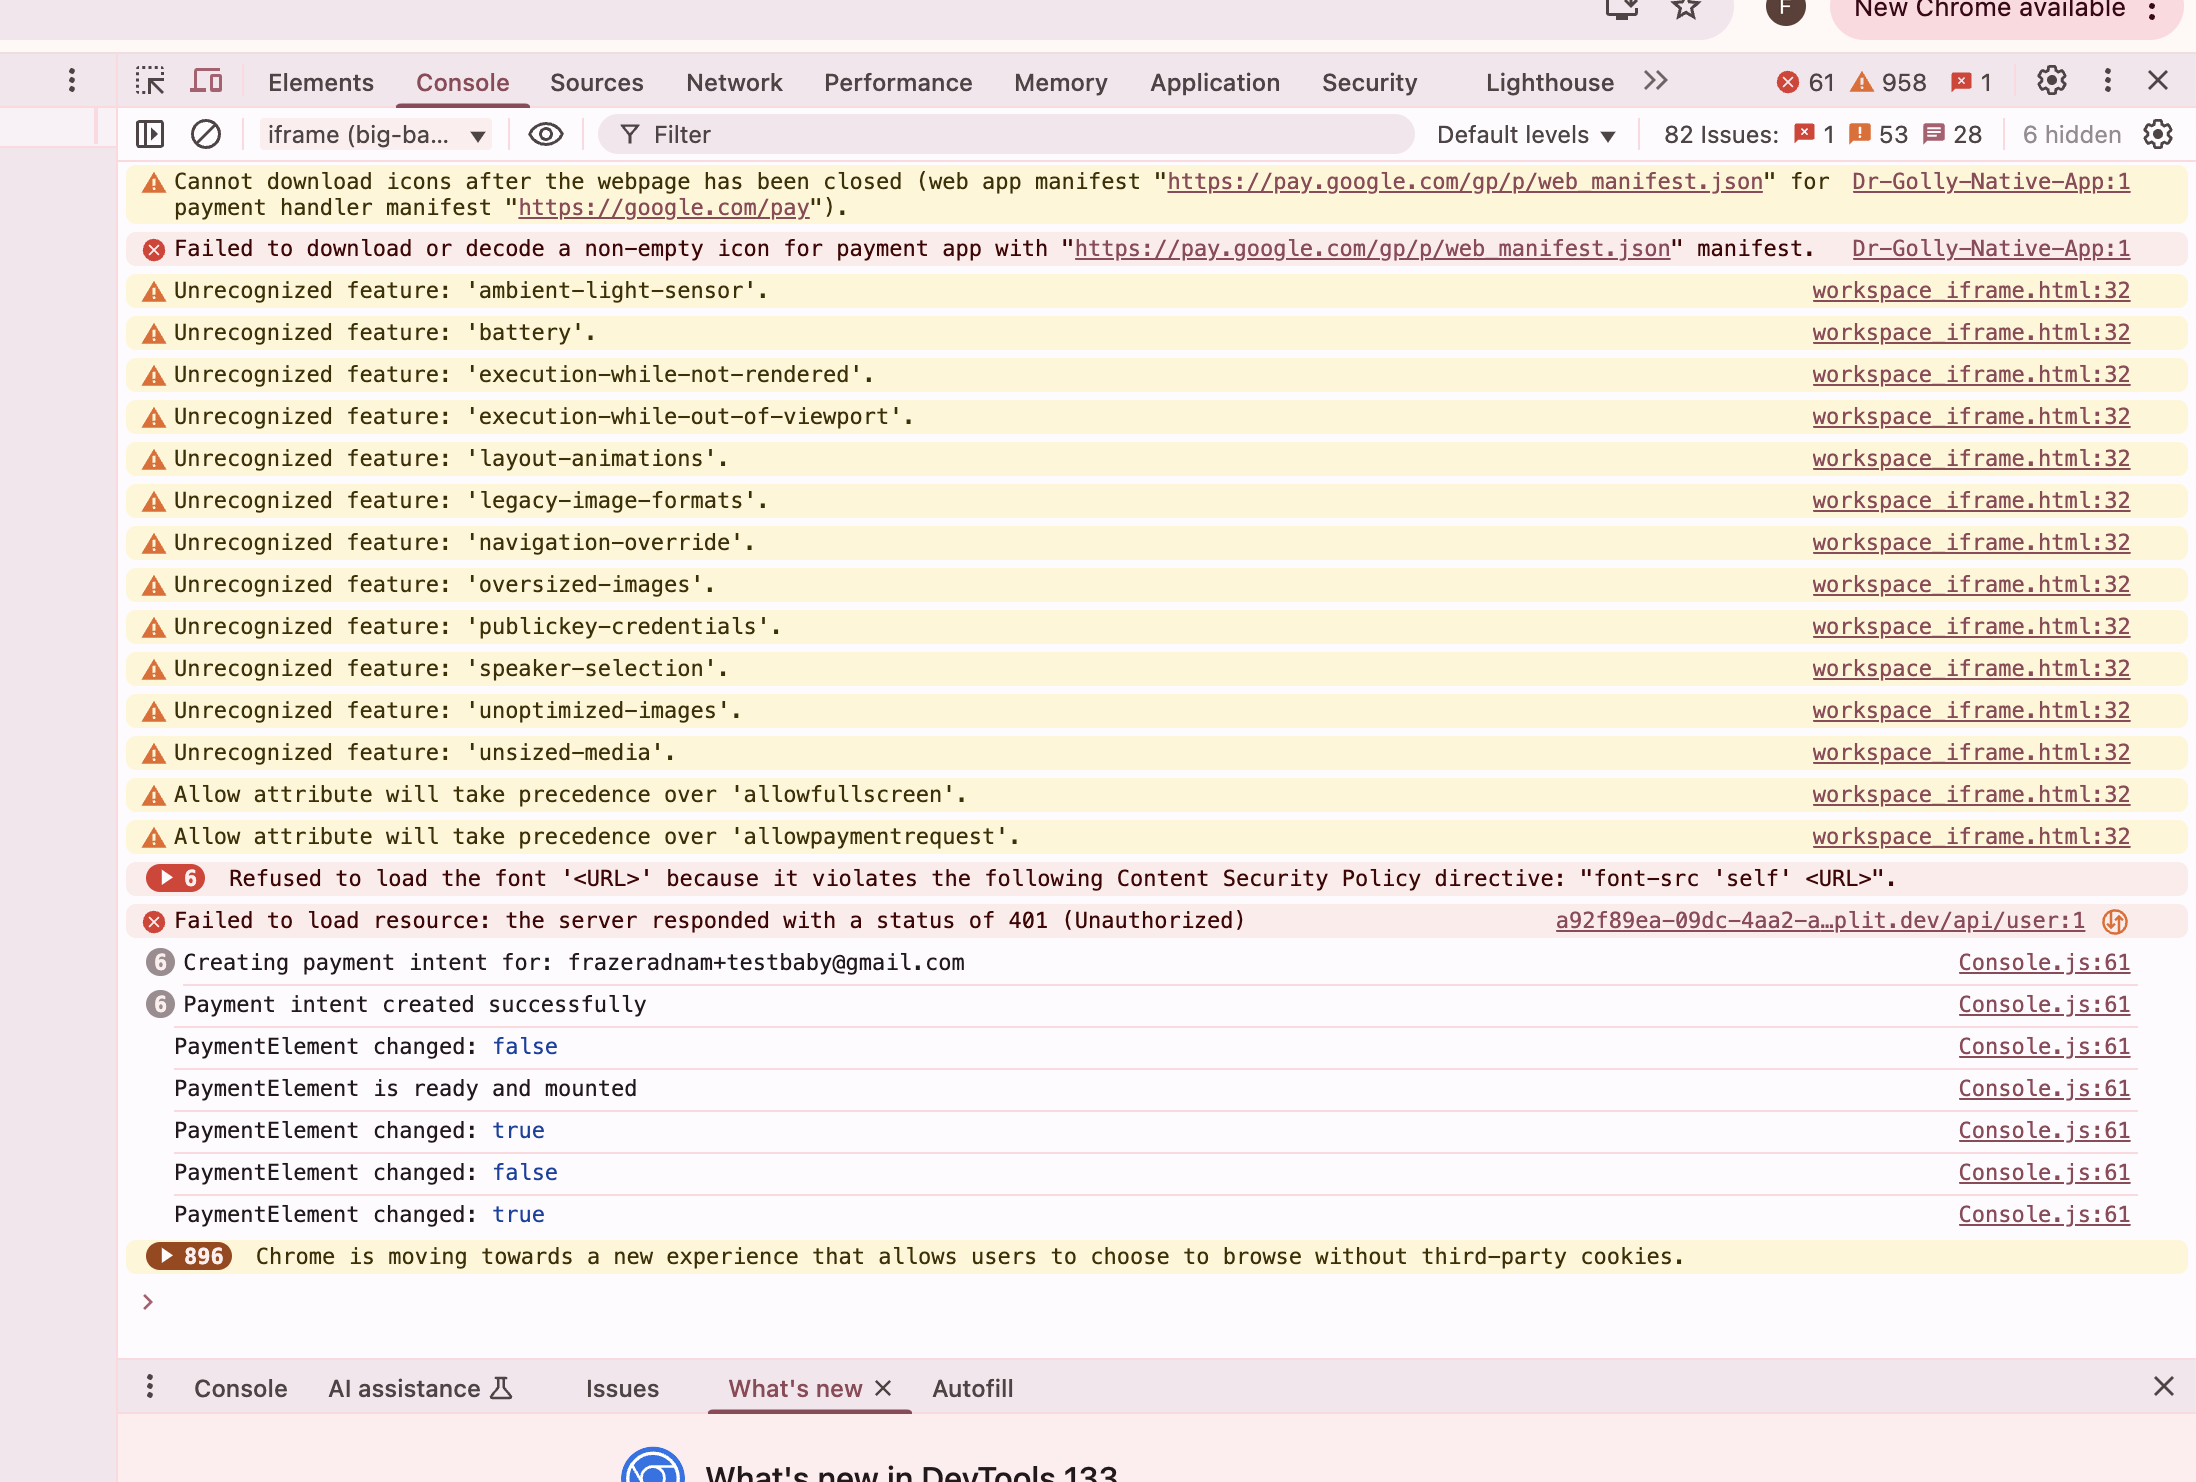 F
New Chrome available
Elements Console Sources Network Performance Memory Application Security Lighthouse 61 958 1
iframe (big-ba... Filter Default levels 82 Issues: 1 53 28 6 hidden
Cannot download icons after the webpage has been closed (web app manifest "https://pay.google.com/gp/p/web_manifest.json" for Dr-Golly-Native-App:1
payment handler manifest "https://google.com/pay").
Failed to download or decode a non-empty icon for payment app with "https://pay.google.com/gp/p/web_manifest.json" manifest. Dr-Golly-Native-App:1
Unrecognized feature: 'ambient-light-sensor'. workspace_iframe.html:32
Unrecognized feature: 'battery'. workspace_iframe.html:32
Unrecognized feature: 'execution-while-not-rendered'. workspace_iframe.html:32
Unrecognized feature: 'execution-while-out-of-viewport'. workspace_iframe.html:32
Unrecognized feature: 'layout-animations'. workspace_iframe.html:32
Unrecognized feature: 'legacy-image-formats'. workspace_iframe.html:32
Unrecognized feature: 'navigation-override'. workspace_iframe.html:32
Unrecognized feature: 'oversized-images'. workspace_iframe.html:32
Unrecognized feature: 'publickey-credentials'. workspace_iframe.html:32
Unrecognized feature: 'speaker-selection'. workspace_iframe.html:32
Unrecognized feature: 'unoptimized-images'. workspace_iframe.html:32
Unrecognized feature: 'unsized-media'. workspace_iframe.html:32
Allow attribute will take precedence over 'allowfullscreen'. workspace_iframe.html:32
Allow attribute will take precedence over 'allowpaymentrequest'. workspace_iframe.html:32
6 Refused to load the font '<URL>' because it violates the following Content Security Policy directive: "font-src 'self' <URL>".
Failed to load resource: the server responded with a status of 401 (Unauthorized) a92f89ea-09dc-4aa2-a…plit.dev/api/user:1
6 Creating payment intent for: frazeradnam+testbaby@gmail.com Console.js:61
6 Payment intent created successfully Console.js:61
PaymentElement changed: false Console.js:61
PaymentElement is ready and mounted Console.js:61
PaymentElement changed: true Console.js:61
PaymentElement changed: false Console.js:61
PaymentElement changed: true Console.js:61
896 Chrome is moving towards a new experience that allows users to choose to browse without third-party cookies.
Console AI assistance Issues What's new Autofill
What's new in DevTools 133